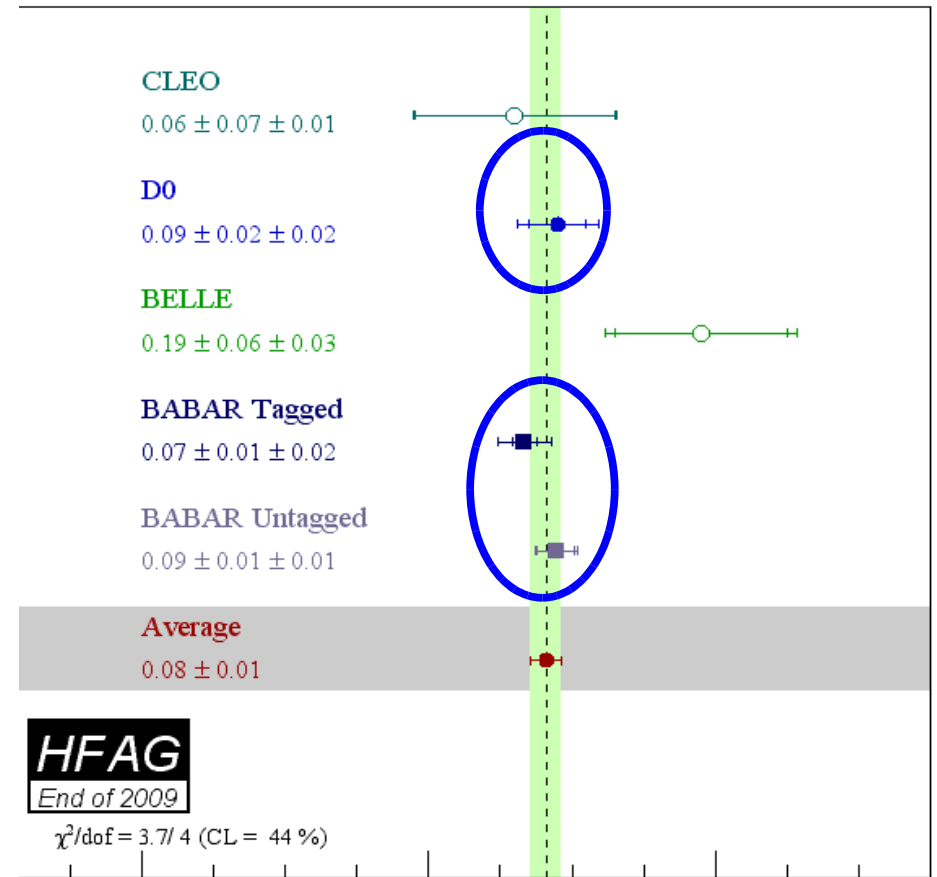 CLEO
0.06 ± 0.07 ± 0.01
D0
0.09 ± 0.02 ± 0.02
BELLE
0.19 ± 0.06 ± 0.03
BABAR Tagged
0.07 ± 0.01 ± 0.02
BABAR Untagged
0.09 ± 0.01 ± 0.01
Average
0.08 ± 0.01
HFAG
End of 2009
χ²/dof = 3.7/ 4 (CL = 44 %)